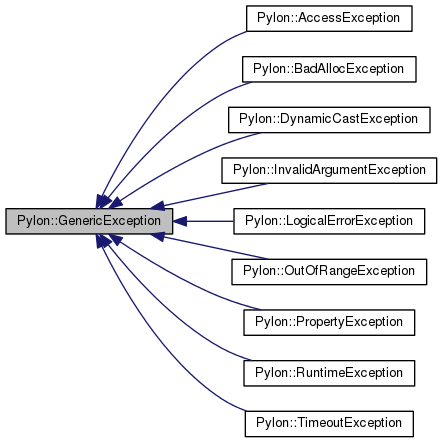 Pylon::AccessException
Pylon::BadAllocException
Pylon::DynamicCastException
Pylon::InvalidArgumentException
Pylon::GenericException
Pylon::LogicalErrorException
Pylon::OutOfRangeException
Pylon::PropertyException
Pylon::RuntimeException
Pylon::TimeoutException